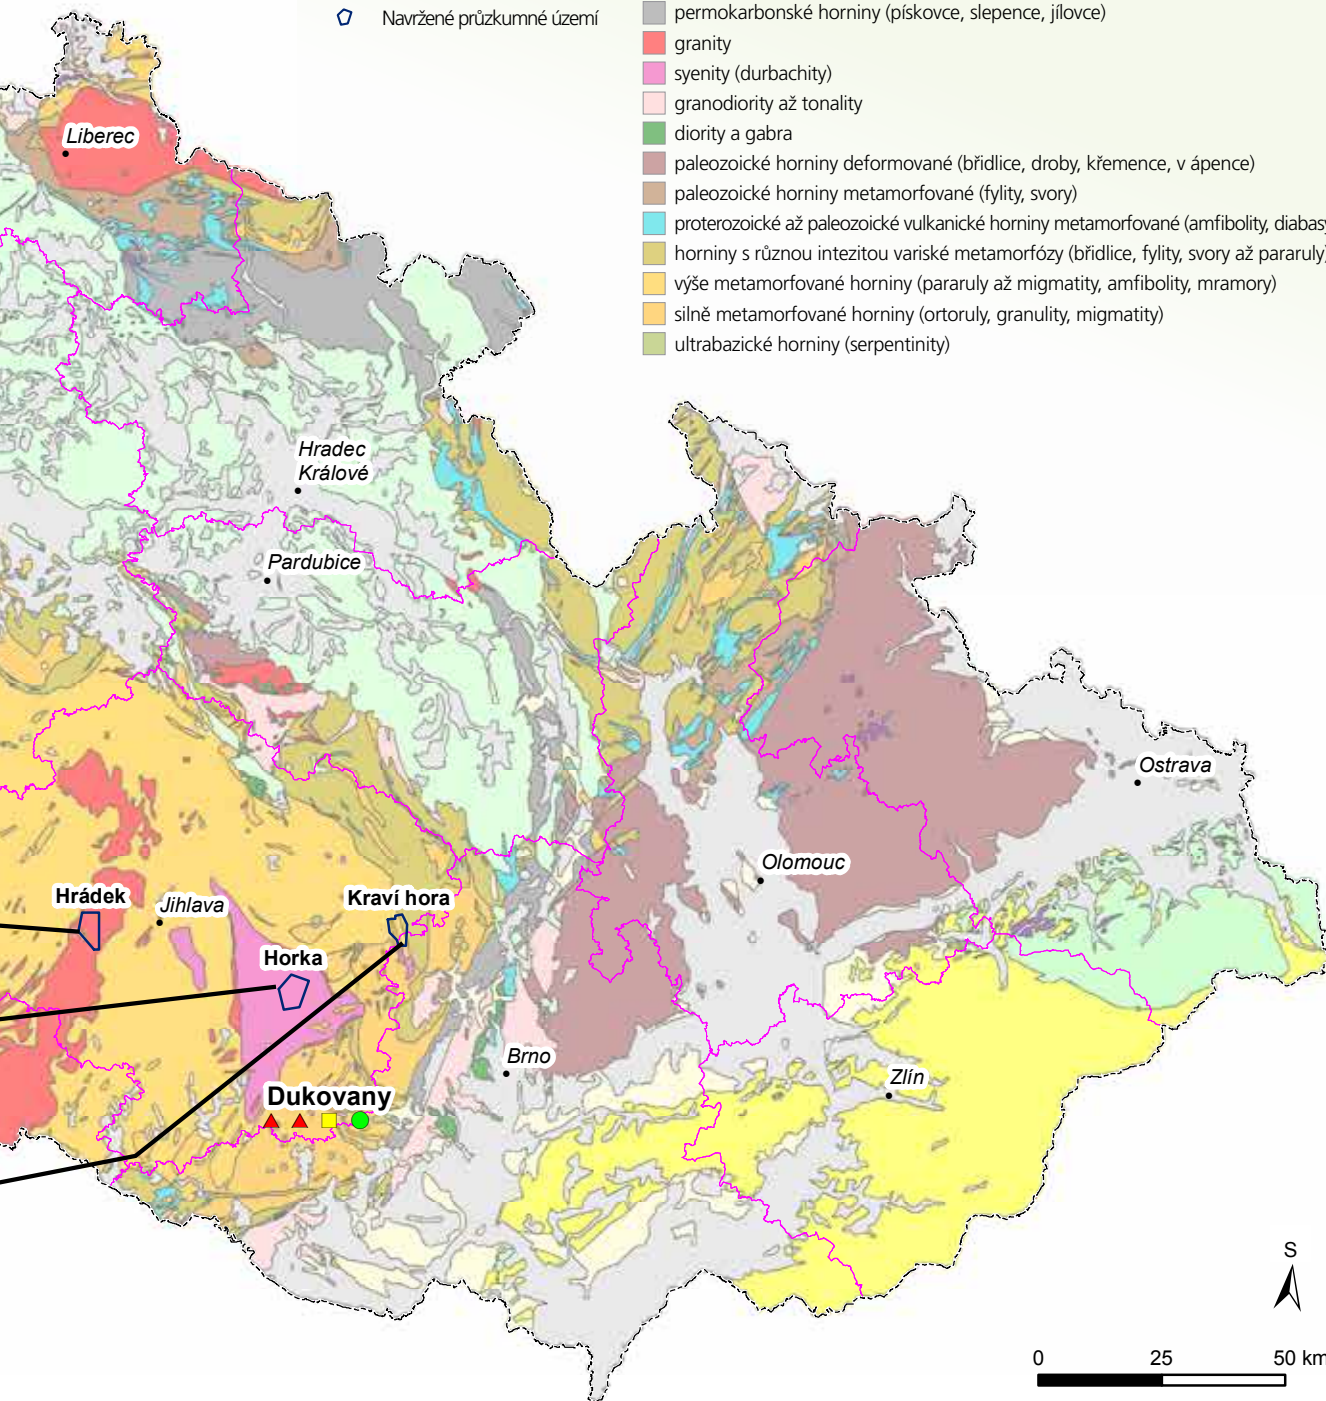 Navržené průzkumné území
permokarbonské horniny (pískovce, slepence, jílovce)
granity
syenity (durbachity)
granodiority až tonality
diority a gabra
paleozoické horniny deformované (břidlice, droby, křemence, v ápence)
paleozoické horniny metamorfované (fylity, svory)
proterozoické až paleozoické vulkanické horniny metamorfované (amfibolity, diabasy
horniny s různou intezitou variské metamorfózy (břidlice, fylity, svory až pararuly)
výše metamorfované horniny (pararuly až migmatity, amfibolity, mramory)
silně metamorfované horniny (ortoruly, granulity, migmatity)
ultrabazické horniny (serpentinity)
Liberec
Hradec
Králové
Pardubice
Ostrava
Olomouc
Hrádek
Jihlava
Kraví hora
Horka
Brno
Zlín
Dukovany
S
0 25 50 km